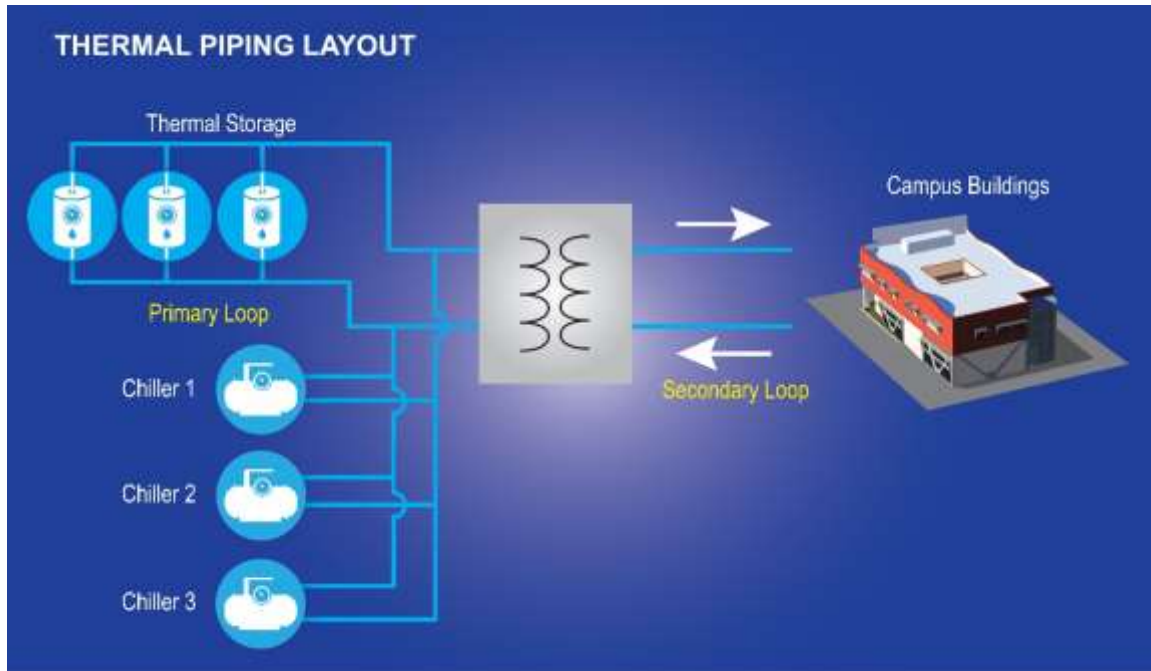 THERMAL PIPING LAYOUT
Thermal Storage
Campus Buildings
Primary Loop
Chiller 1
Secondary Loop
Chiller 2
Chiller 3